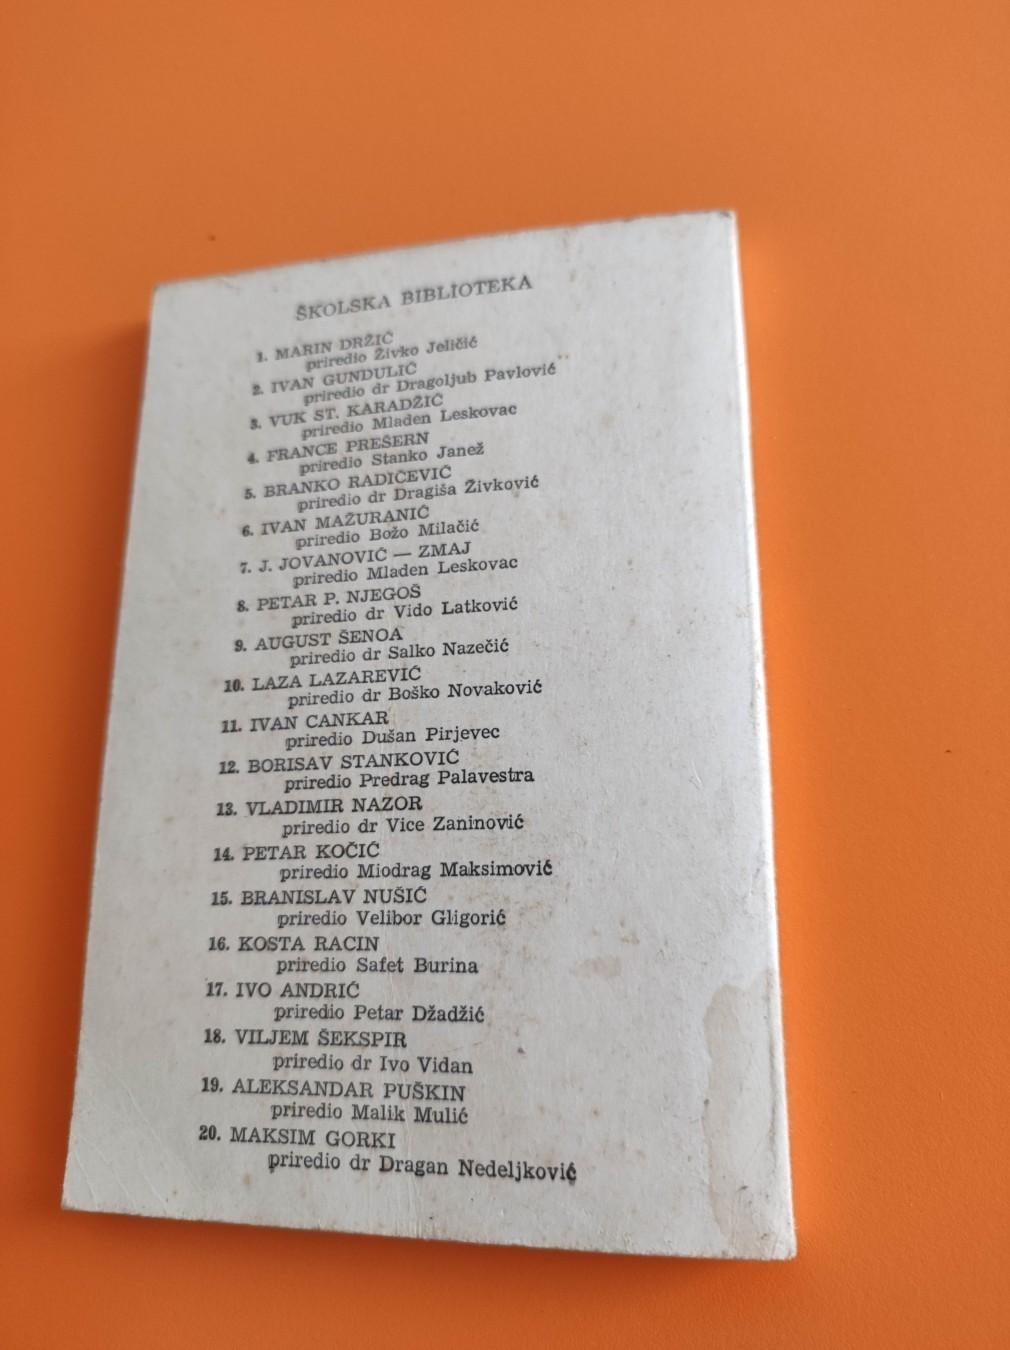 ŠKOLSKA BIBLIOTEKA
1. MARIN DRŽIĆ
priredio Živko Jeličić
2. IVAN GUNDULIĆ
priredio dr Dragoljub Pavlović
3. VUK ST. KARADŽIĆ
priredio Mladen Leskovac
4. FRANCE PREŠERN
priredio Stanko Janež
5. BRANKO RADIČEVIĆ
priredio dr Dragiša Živković
6. IVAN MAŽURANIĆ
priredio Božo Milačić
7. J. JOVANOVIĆ — ZMAJ
priredio Mladen Leskovac
8. PETAR P. NJEGOŠ
priredio dr Vido Latković
9. AUGUST ŠENOA
priredio dr Salko Nazečić
10. LAZA LAZAREVIĆ
priredio dr Boško Novaković
11. IVAN CANKAR
priredio Dušan Pirjevec
12. BORISAV STANKOVIĆ
priredio Predrag Palavestra
13. VLADIMIR NAZOR
priredio dr Vice Zaninović
14. PETAR KOČIĆ
priredio Miodrag Maksimović
15. BRANISLAV NUŠIĆ
priredio Velibor Gligorić
16. KOSTA RACIN
priredio Safet Burina
17. IVO ANDRIĆ
priredio Petar Džadžić
18. VILJEM ŠEKSPIR
priredio dr Ivo Vidan
19. ALEKSANDAR PUŠKIN
priredio Malik Mulić
20. MAKSIM GORKI
priredio dr Dragan Nedeljković